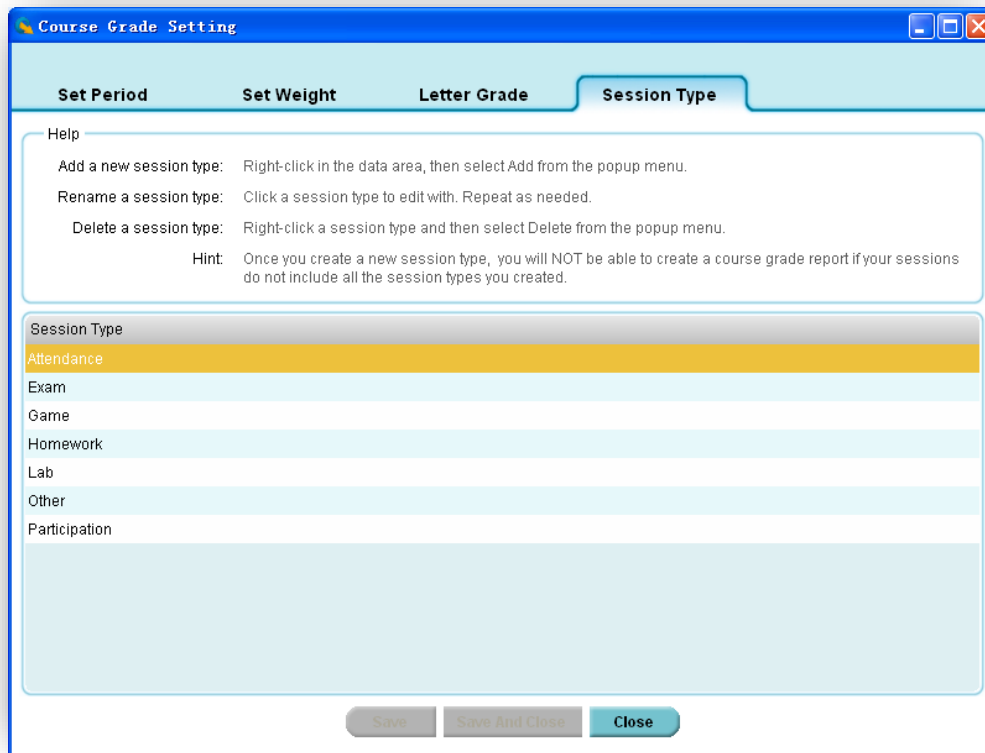 Course Grade Setting
Set Period Set Weight Letter Grade Session Type
Help
Add a new session type: Right-click in the data area, then select Add from the popup menu.
Rename a session type: Click a session type to edit with. Repeat as needed.
Delete a session type: Right-click a session type and then select Delete from the popup menu.
Hint: Once you create a new session type, you will NOT be able to create a course grade report if your sessions
do not include all the session types you created.
Session Type
Attendance
Exam
Game
Homework
Lab
Other
Participation
Save Save And Close Close